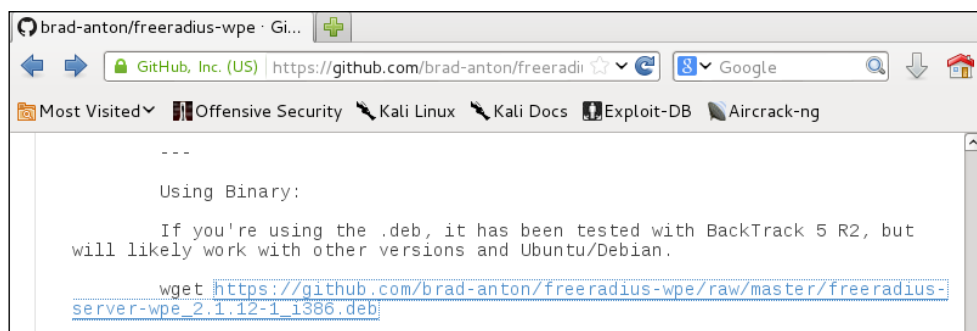 brad-anton/freeradius-wpe · Gi...
GitHub, Inc. (US) https://github.com/brad-anton/freeradi
8 Google
Most Visited Offensive Security Kali Linux Kali Docs Exploit-DB Aircrack-ng
---
Using Binary:
If you're using the .deb, it has been tested with BackTrack 5 R2, but
will likely work with other versions and Ubuntu/Debian.
wget https://github.com/brad-anton/freeradius-wpe/raw/master/freeradius-
server-wpe_2.1.12-1_i386.deb